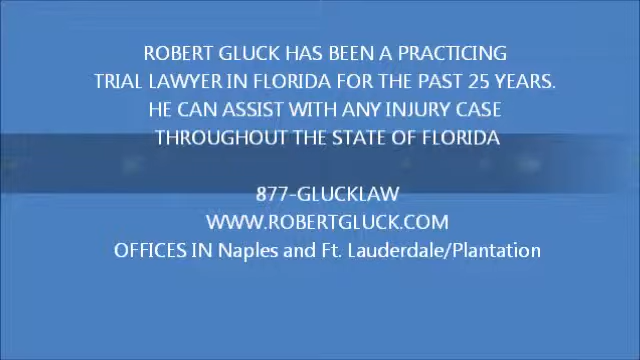 ROBERT GLUCK HAS BEEN A PRACTICING
TRIAL LAWYER IN FLORIDA FOR THE PAST 25 YEARS.
HE CAN ASSIST WITH ANY INJURY CASE
THROUGHOUT THE STATE OF FLORIDA
877-GLUCKLAW
WWW.ROBERTGLUCK.COM
OFFICES IN Naples and Ft. Lauderdale/Plantation